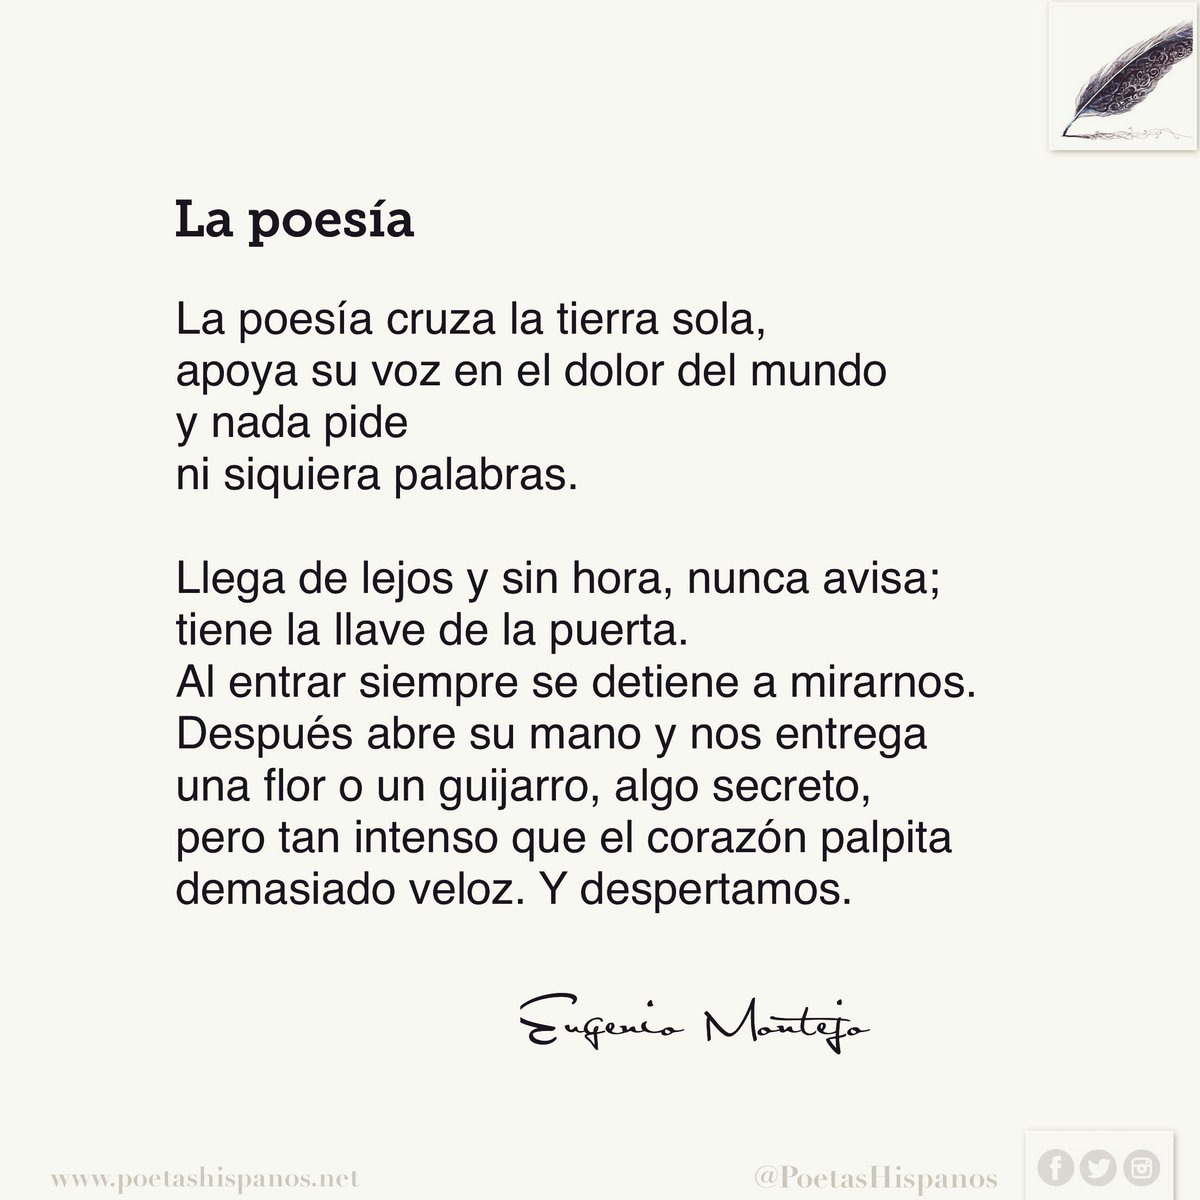 La poesía
La poesía cruza la tierra sola,
apoya su voz en el dolor del mundo
y nada pide
ni siquiera palabras.
Llega de lejos y sin hora, nunca avisa;
tiene la llave de la puerta.
Al entrar siempre se detiene a mirarnos.
Después abre su mano y nos entrega
una flor o un guijarro, algo secreto,
pero tan intenso que el corazón palpita
demasiado veloz. Y despertamos.
Eugenio Montejo
www.poetashispanos.net
@PoetasHispanos